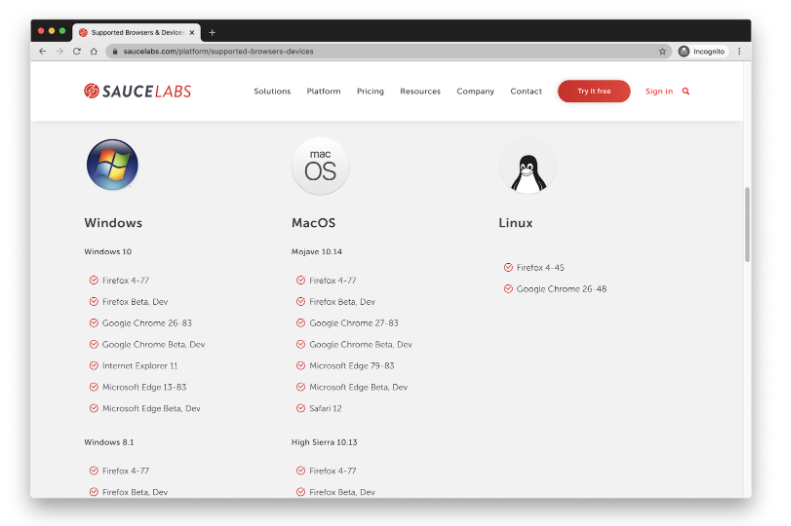 Supported Browsers & Devices
saucelabs.com/platform/supported-browsers-devices
Incognito
SAUCELABS
Solutions Platform Pricing Resources Company Contact Try it free Sign in
mac
OS
Windows
Windows 10
Firefox 4-77
Firefox Beta, Dev
Google Chrome 26-83
Google Chrome Beta, Dev
Internet Explorer 11
Microsoft Edge 13-83
Microsoft Edge Beta, Dev
Windows 8.1
Firefox 4-77
Firefox Beta, Dev
MacOS
Mojave 10.14
Firefox 4-77
Firefox Beta, Dev
Google Chrome 27-83
Google Chrome Beta, Dev
Microsoft Edge 79-83
Microsoft Edge Beta, Dev
Safari 12
High Sierra 10.13
Firefox 4-77
Firefox Beta, Dev
Linux
Firefox 4-45
Google Chrome 26-48